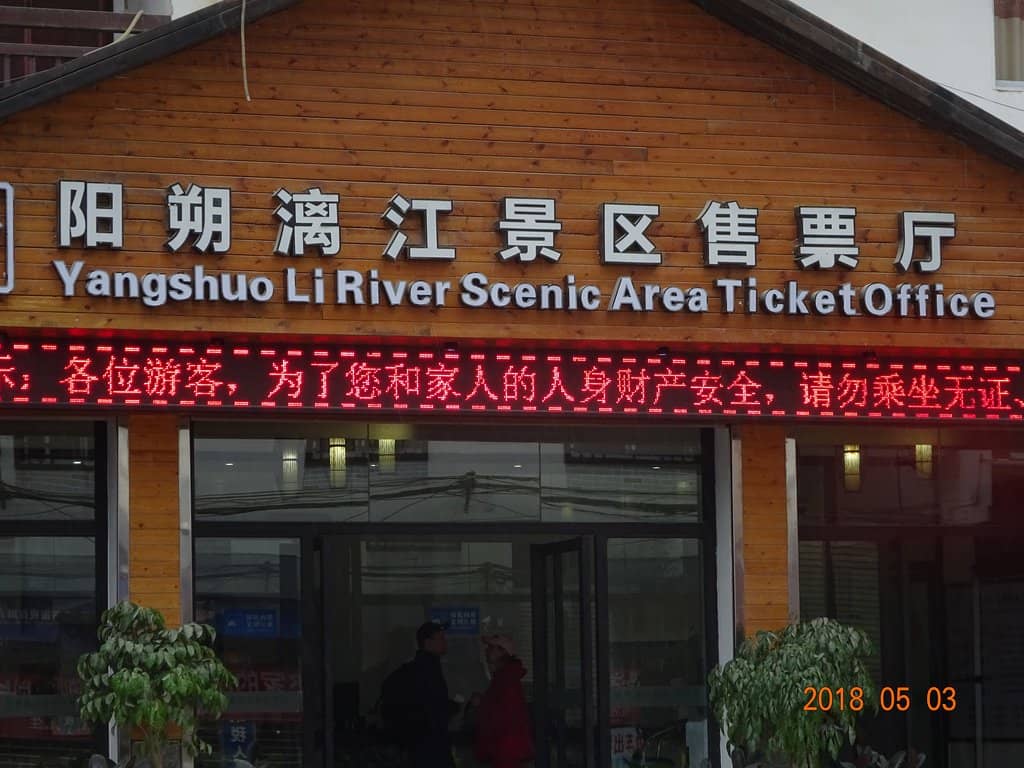 阳朔漓江景区售票厅
Yangshuo Li River Scenic Area Ticket Office
示：各位游客，为了您和家人的人身财产安全，请勿乘坐无证、
2018 05 03